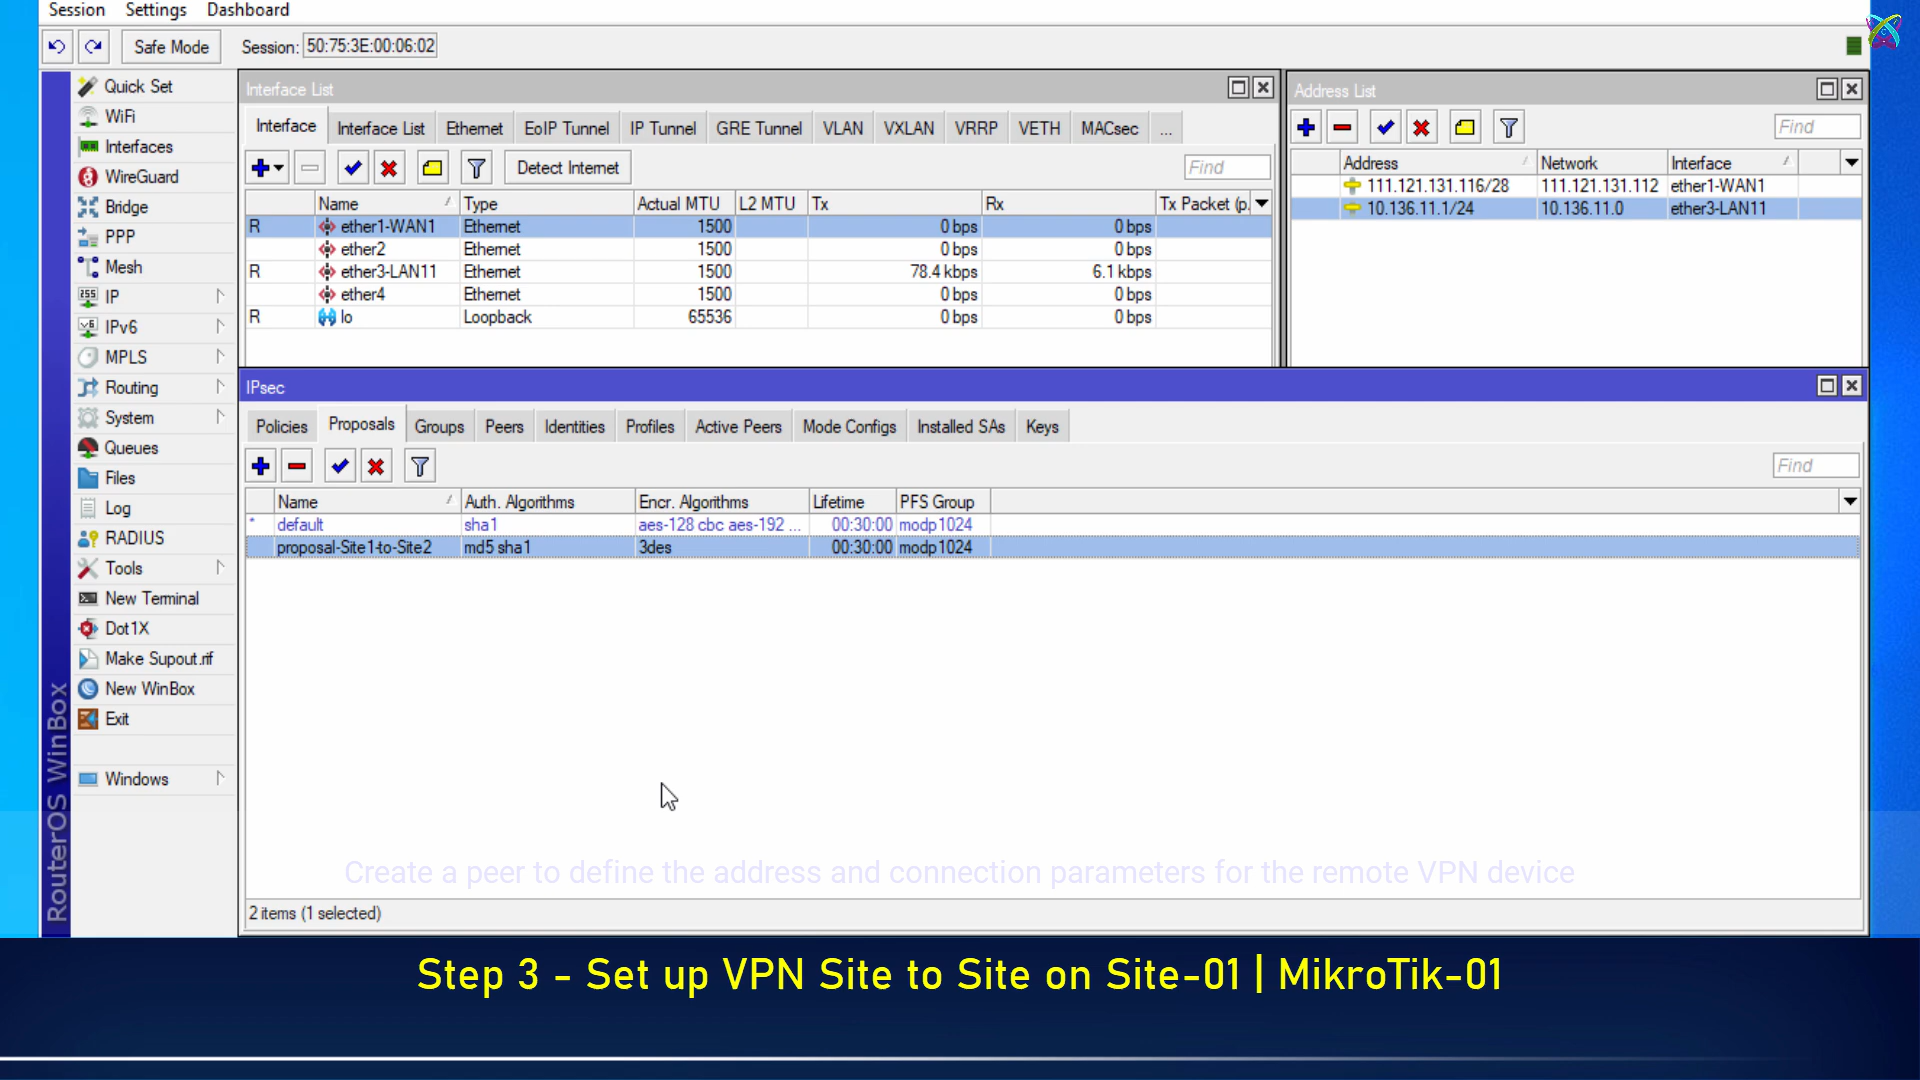 Session Settings Dashboard
Safe Mode Session: 50:75:3E:00:06:02
Quick Set
WiFi
Interfaces
WireGuard
Bridge
PPP
Mesh
IP
IPv6
MPLS
Routing
System
Queues
Files
Log
RADIUS
Tools
New Terminal
Dot1X
Make Supout.rif
New WinBox
Exit
Windows
RouterOS WinBox
Interface List
Interface Interface List Ethernet EoIP Tunnel IP Tunnel GRE Tunnel VLAN VXLAN VRRP VETH MACsec ...
Detect Internet Find
Name Type Actual MTU L2 MTU Tx Rx Tx Packet (p.
R ether1-WAN1 Ethernet 1500 0 bps 0 bps
ether2 Ethernet 1500 0 bps 0 bps
R ether3-LAN11 Ethernet 1500 78.4 kbps 6.1 kbps
ether4 Ethernet 1500 0 bps 0 bps
R lo Loopback 65536 0 bps 0 bps
Address List
Find
Address Network Interface
111.121.131.116/28 111.121.131.112 ether1-WAN1
10.136.11.1/24 10.136.11.0 ether3-LAN11
IPsec
Policies Proposals Groups Peers Identities Profiles Active Peers Mode Configs Installed SAs Keys
Find
Name Auth. Algorithms Encr. Algorithms Lifetime PFS Group
* default sha1 aes-128 cbc aes-192 ... 00:30:00 modp1024
proposal-Site1-to-Site2 md5 sha1 3des 00:30:00 modp1024
Create a peer to define the address and connection parameters for the remote VPN device
2 items (1 selected)
Step 3 - Set up VPN Site to Site on Site-01 | MikroTik-01